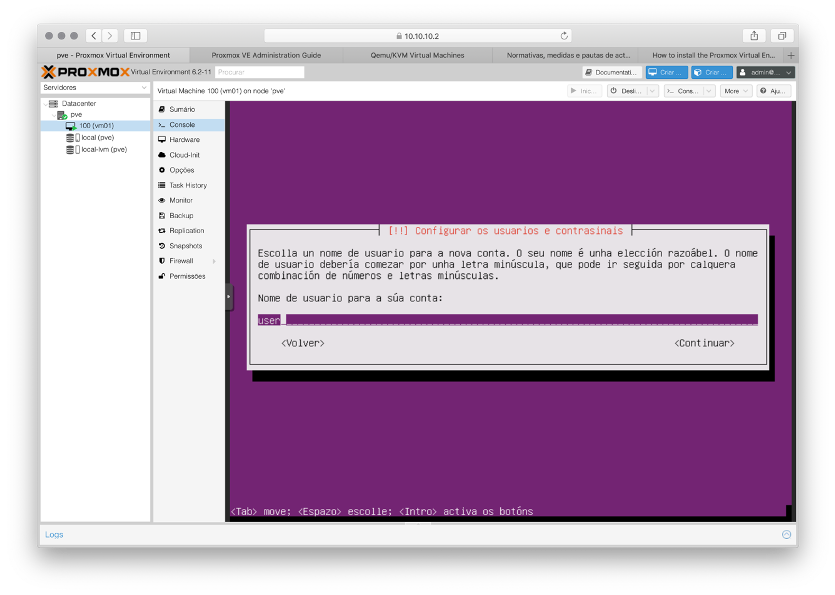 10.10.10.2
pve - Proxmox Virtual Environment
Proxmox VE Administration Guide
Qemu/KVM Virtual Machines
Normativas, medidas e pautas de act...
How to install the Proxmox Virtual En...
PROXMOX Virtual Environment 6.2-11
Procurar
Documentati...
Criar ...
Criar ...
Servidores
Virtual Machine 100 (vm01) on node 'pve'
Inic...
Desli...
Cons...
More
Aju...
Datacenter
pve
100 (vm01)
local (pve)
local-lvm (pve)
Sumário
Console
Hardware
Cloud-Init
Opções
Task History
Monitor
Backup
Replication
Snapshots
Firewall
Permissões
[!!] Configurar os usuarios e contrasinais
Escolla un nome de usuario para a nova conta. O seu nome é unha elección razoábel. O nome
de usuario debería comezar por unha letra minúscula, que pode ir seguida por calquera
combinación de números e letras minúsculas.
Nome de usuario para a súa conta:
user
<Volver>
<Continuar>
<Tab> move; <Espazo> escolle; <Intro> activa os botóns
Logs